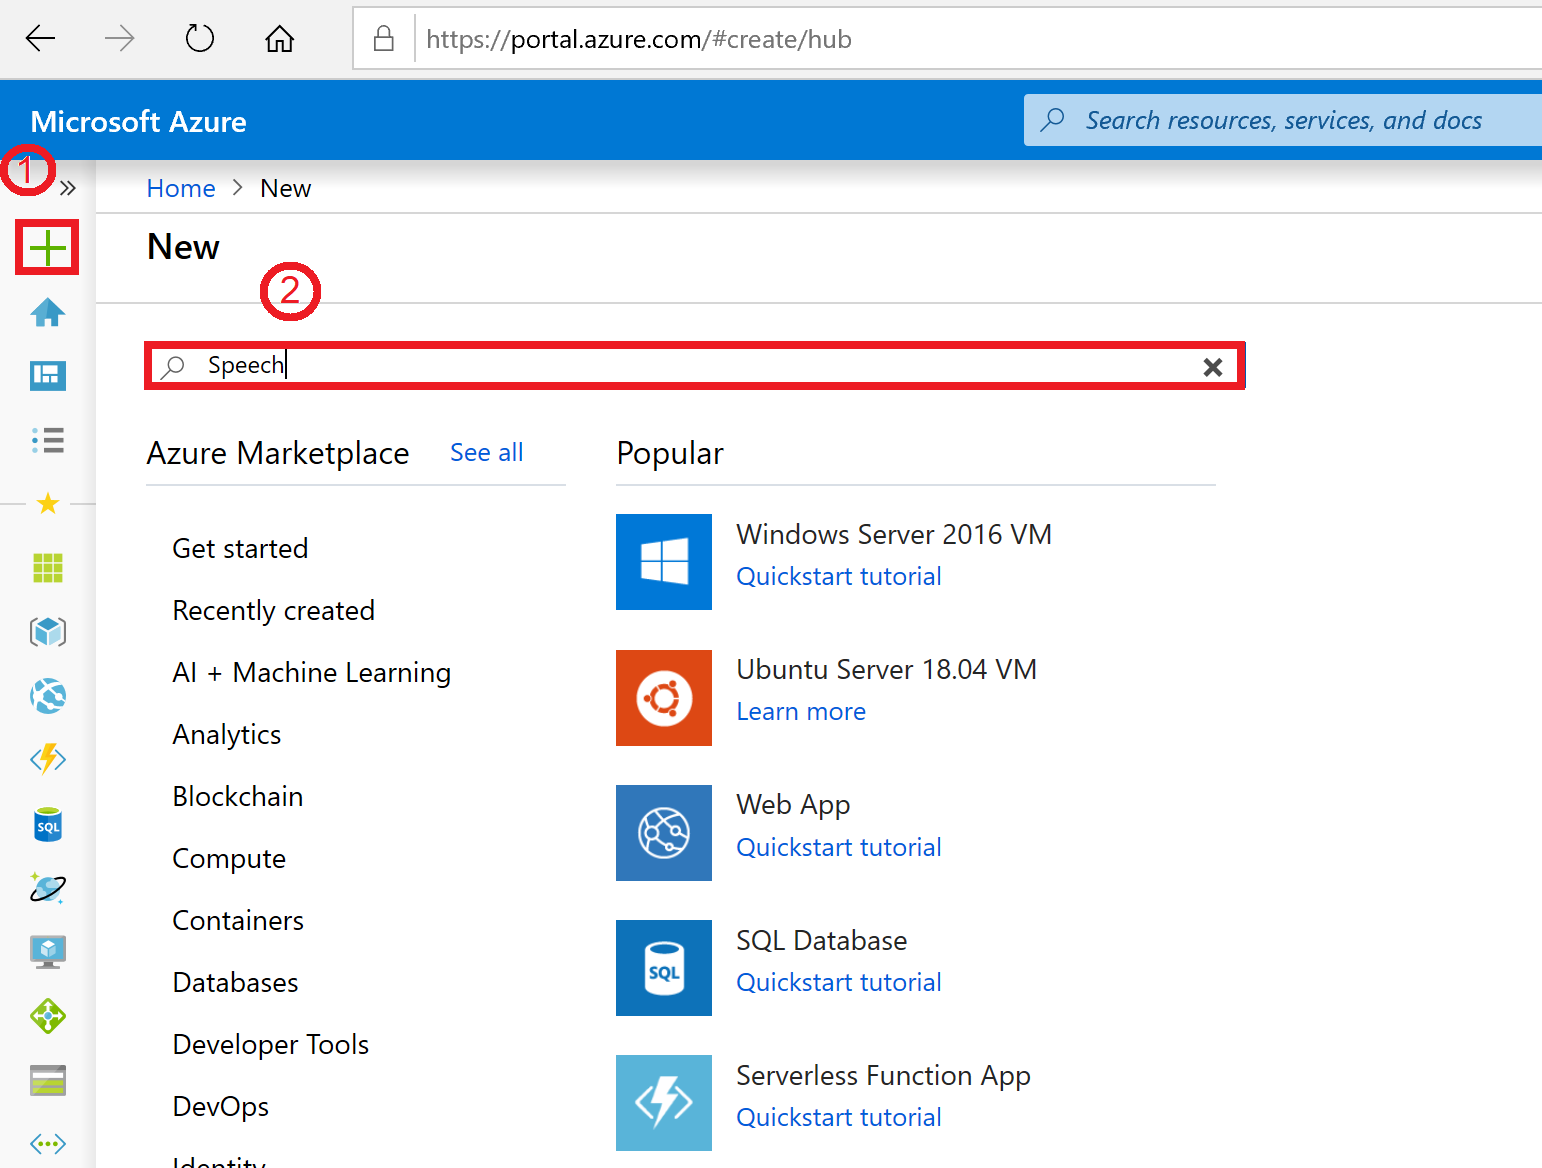 https://portal.azure.com/#create/hub
Microsoft Azure
Search resources, services, and docs
1
Home > New
New
2
Speech
Azure Marketplace See all
Popular
Get started
Recently created
AI + Machine Learning
Analytics
Blockchain
Compute
Containers
Databases
Developer Tools
DevOps
Identity
Windows Server 2016 VM
Quickstart tutorial
Ubuntu Server 18.04 VM
Learn more
Web App
Quickstart tutorial
SQL
SQL Database
Quickstart tutorial
Serverless Function App
Quickstart tutorial
SQL